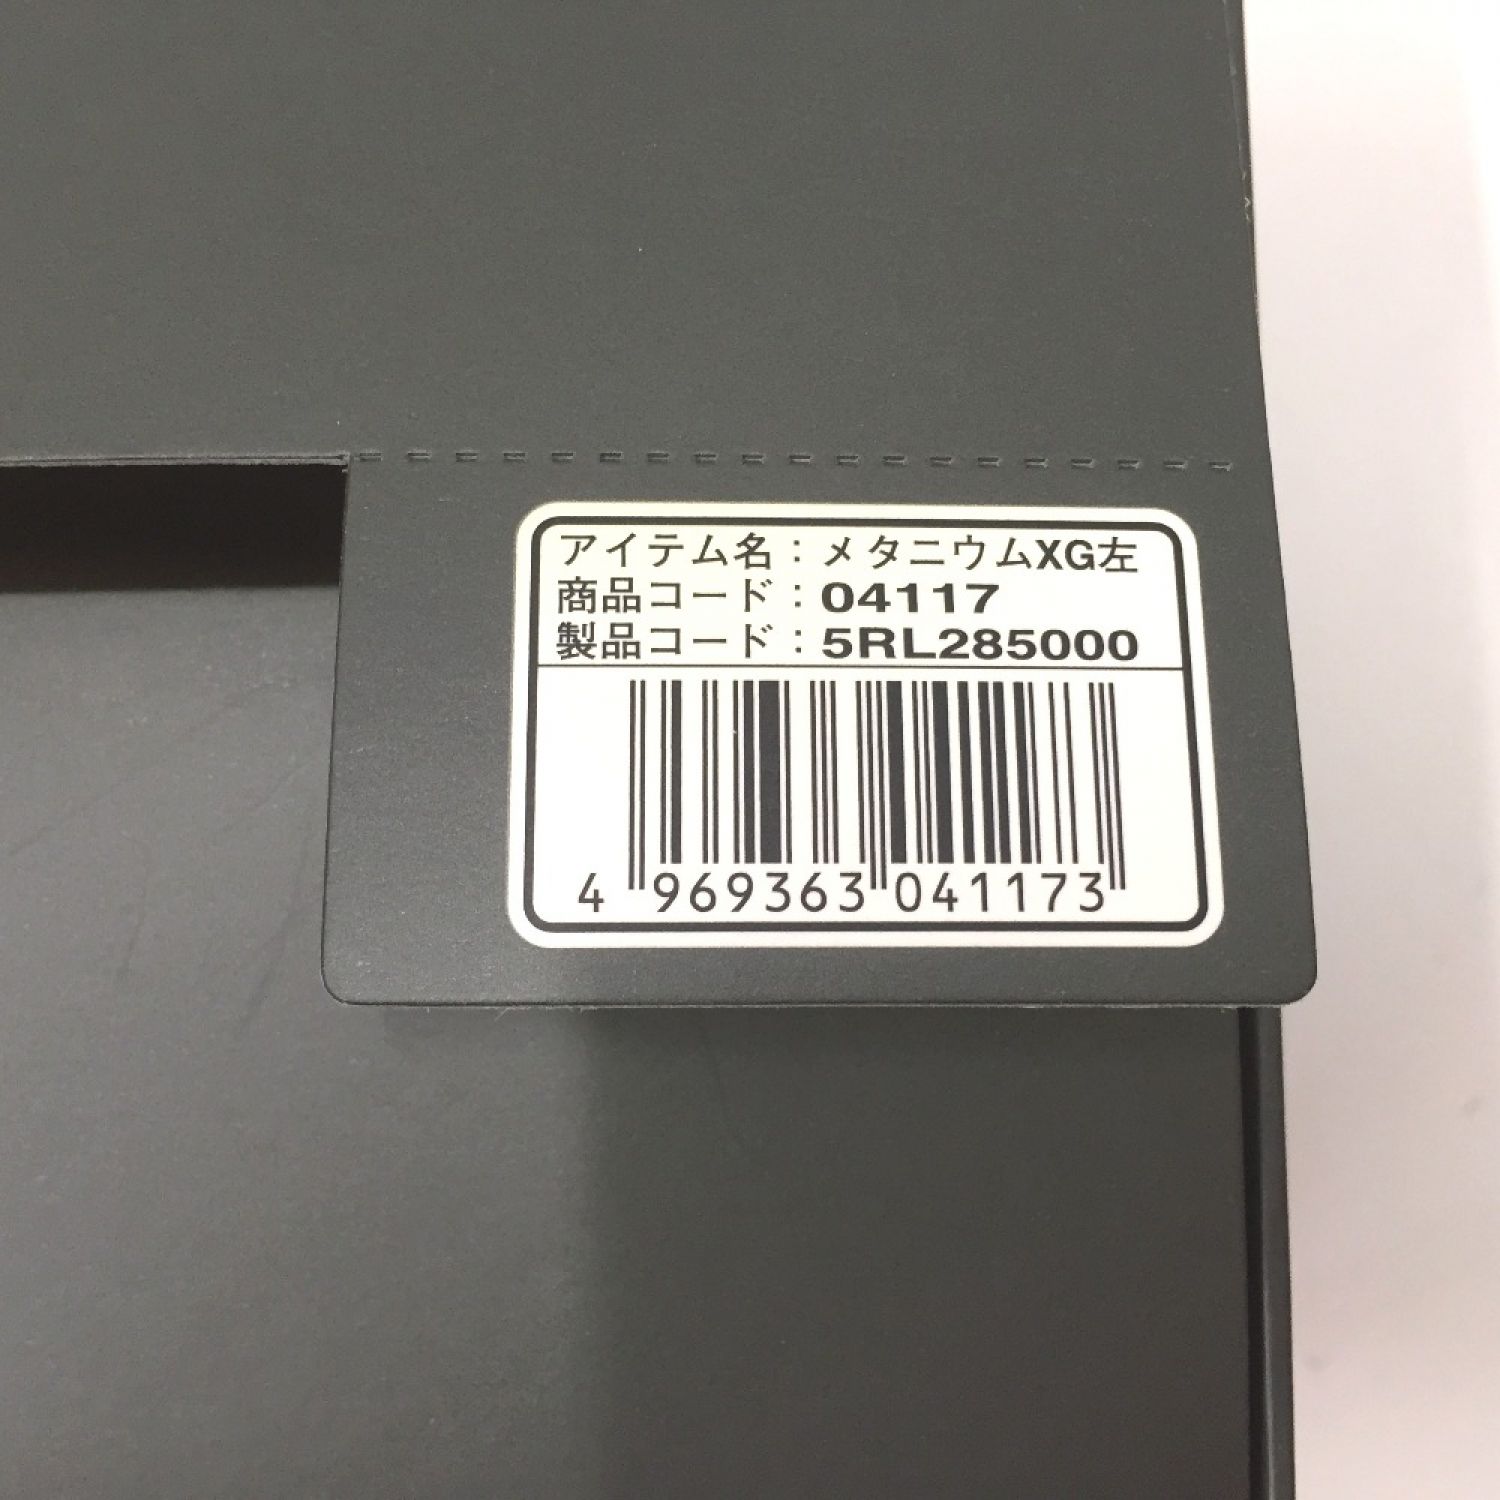 アイテム名：メタニウムXG左
商品コード：04117
製品コード：5RL285000
4 969363 041173